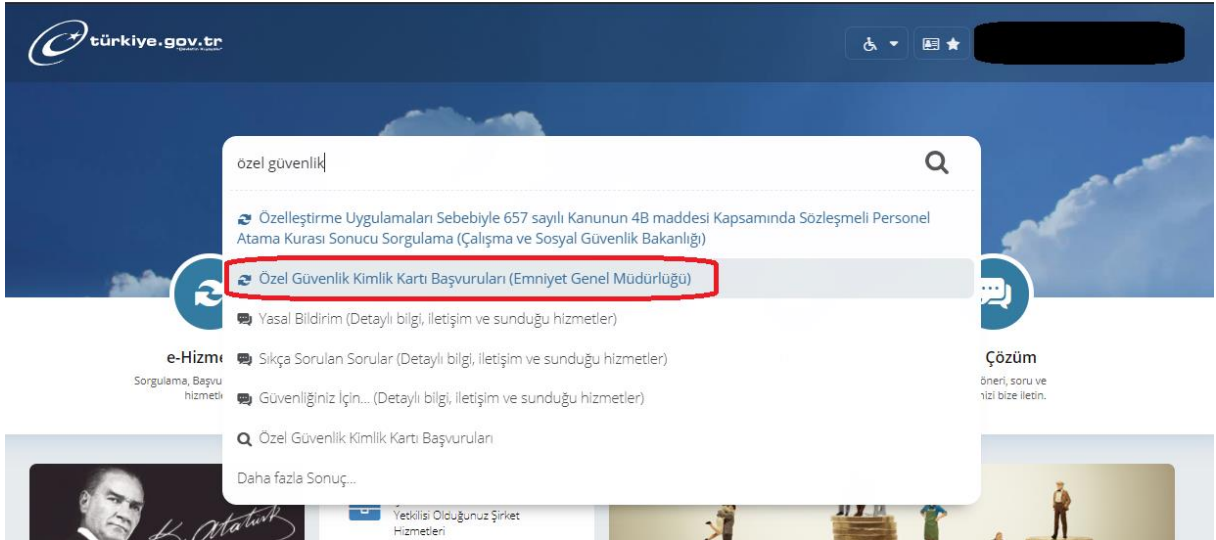 türkiye.gov.tr
özel güvenlik
Özelleştirme Uygulamaları Sebebiyle 657 sayılı Kanunun 4B maddesi Kapsamında Sözleşmeli Personel
Atama Kurası Sonucu Sorgulama (Çalışma ve Sosyal Güvenlik Bakanlığı)
Özel Güvenlik Kimlik Kartı Başvuruları (Emniyet Genel Müdürlüğü)
Yasal Bildirim (Detaylı bilgi, iletişim ve sunduğu hizmetler)
Sıkça Sorulan Sorular (Detaylı bilgi, iletişim ve sunduğu hizmetler)
Güvenliğiniz İçin... (Detaylı bilgi, iletişim ve sunduğu hizmetler)
Özel Güvenlik Kimlik Kartı Başvuruları
Daha fazla Sonuç...
e-Hizme
Sorgulama, Başvu
hizmetle
Çözüm
öneri, soru ve
nizi bize iletin.
K. Atatürk
Yetkilisi Olduğunuz Şirket
Hizmetleri